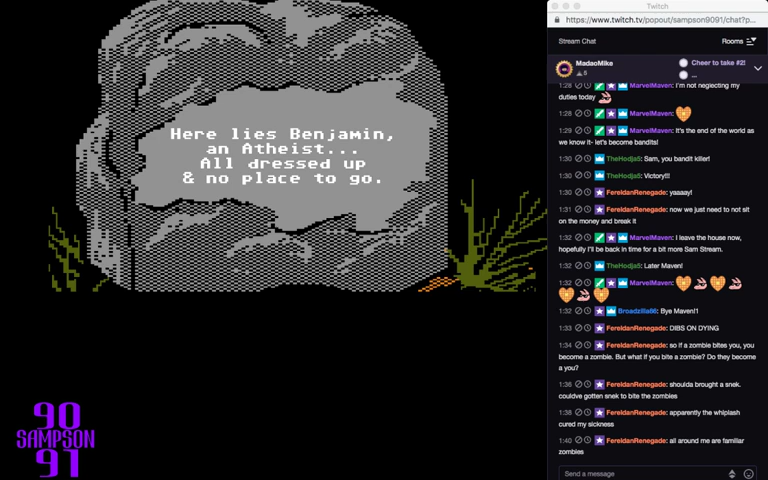 Twitch
https://www.twitch.tv/popout/sampson9091/chat?p...
Stream Chat
Rooms
MadaoMike
6
Cheer to take #2!
...
Here lies Benjamin,
an Atheist...
All dressed up
& no place to go.
1:28 MarvelMaven: I'm not neglecting my
duties today
1:28 MarvelMaven:
1:29 MarvelMaven: It's the end of the world as
we know it- let's become bandits!
1:30 TheHodja5: Sam, you bandit killer!
1:30 TheHodja5: Victory!!!
1:30 FereldanRenegade: yaaaay!
1:31 FereldanRenegade: now we just need to not sit
on the money and break it
1:32 MarvelMaven: I leave the house now,
hopefully I'll be back in time for a bit more Sam Stream.
1:32 TheHodja5: Later Maven!
1:32 MarvelMaven:
1:32 Broadzilla66: Bye Maven!1
1:33 FereldanRenegade: DIBS ON DYING
1:34 FereldanRenegade: so if a zombie bites you, you
become a zombie. But what if you bite a zombie? Do they become
a you?
1:36 FereldanRenegade: shoulda brought a snek.
couldve gotten snek to bite the zombies
1:38 FereldanRenegade: apparently the whiplash
cured my sickness
1:40 FereldanRenegade: all around me are familiar
zombies
Send a message
90
SAMPSON
91